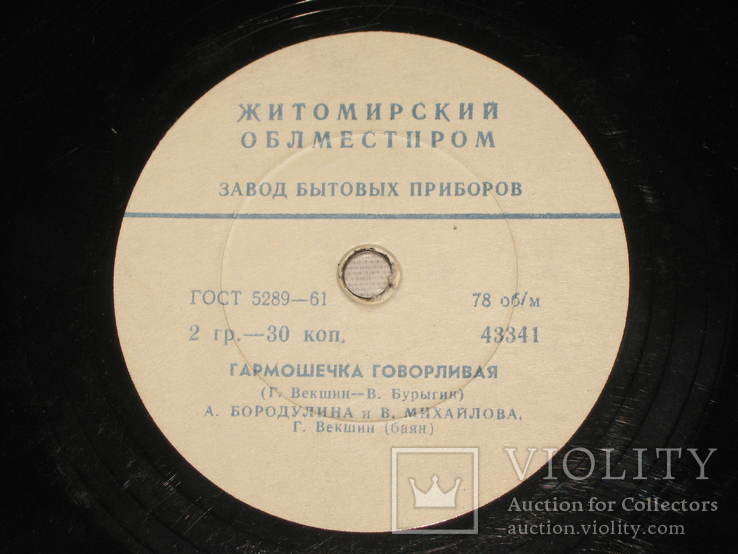 ЖИТОМИРСКИЙ
ОБЛМЕСТПРОМ
ЗАВОД БЫТОВЫХ ПРИБОРОВ
ГОСТ 5289—61 78 об/м
2 гр.—30 коп. 43341
ГАРМОШЕЧКА ГОВОРЛИВАЯ
(Г. Векшин—В. Бурыгин)
А. БОРОДУЛИНА и В. МИХАЙЛОВА,
Г. Векшин (баян)
VIOLITY
Auction for Collectors
auction.violity.com